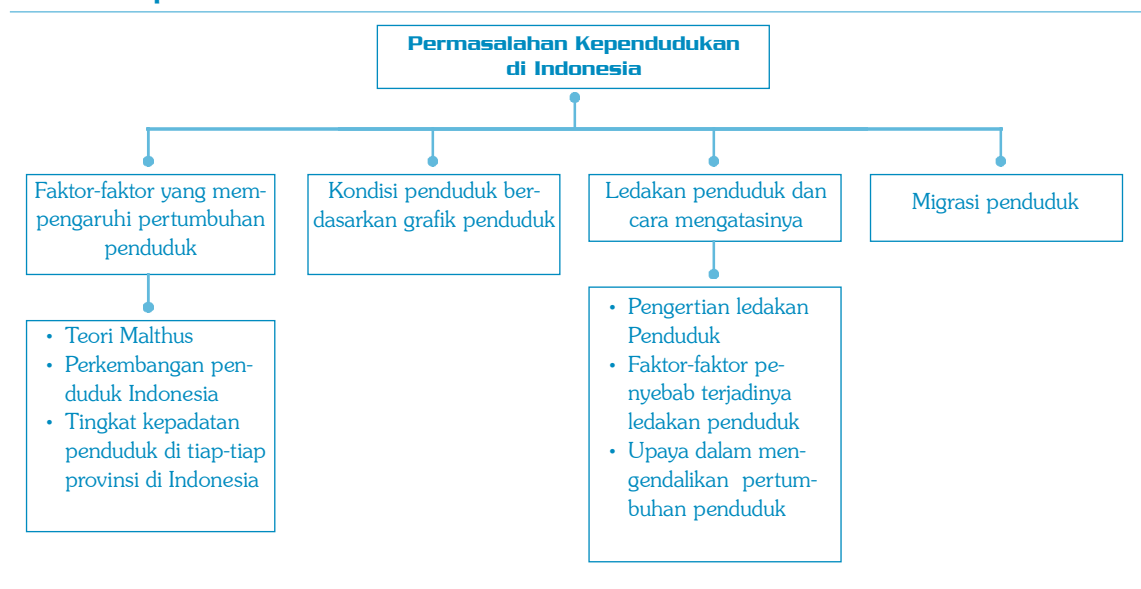 Permasalahan Kependudukan
di Indonesia
Faktor-faktor yang mem-
pengaruhi pertumbuhan
penduduk
Kondisi penduduk ber-
dasarkan grafik penduduk
Ledakan penduduk dan
cara mengatasinya
Migrasi penduduk
• Teori Malthus
• Perkembangan pen-
duduk Indonesia
• Tingkat kepadatan
penduduk di tiap-tiap
provinsi di Indonesia
• Pengertian ledakan
Penduduk
• Faktor-faktor pe-
nyebab terjadinya
ledakan penduduk
• Upaya dalam men-
gendalikan pertum-
buhan penduduk